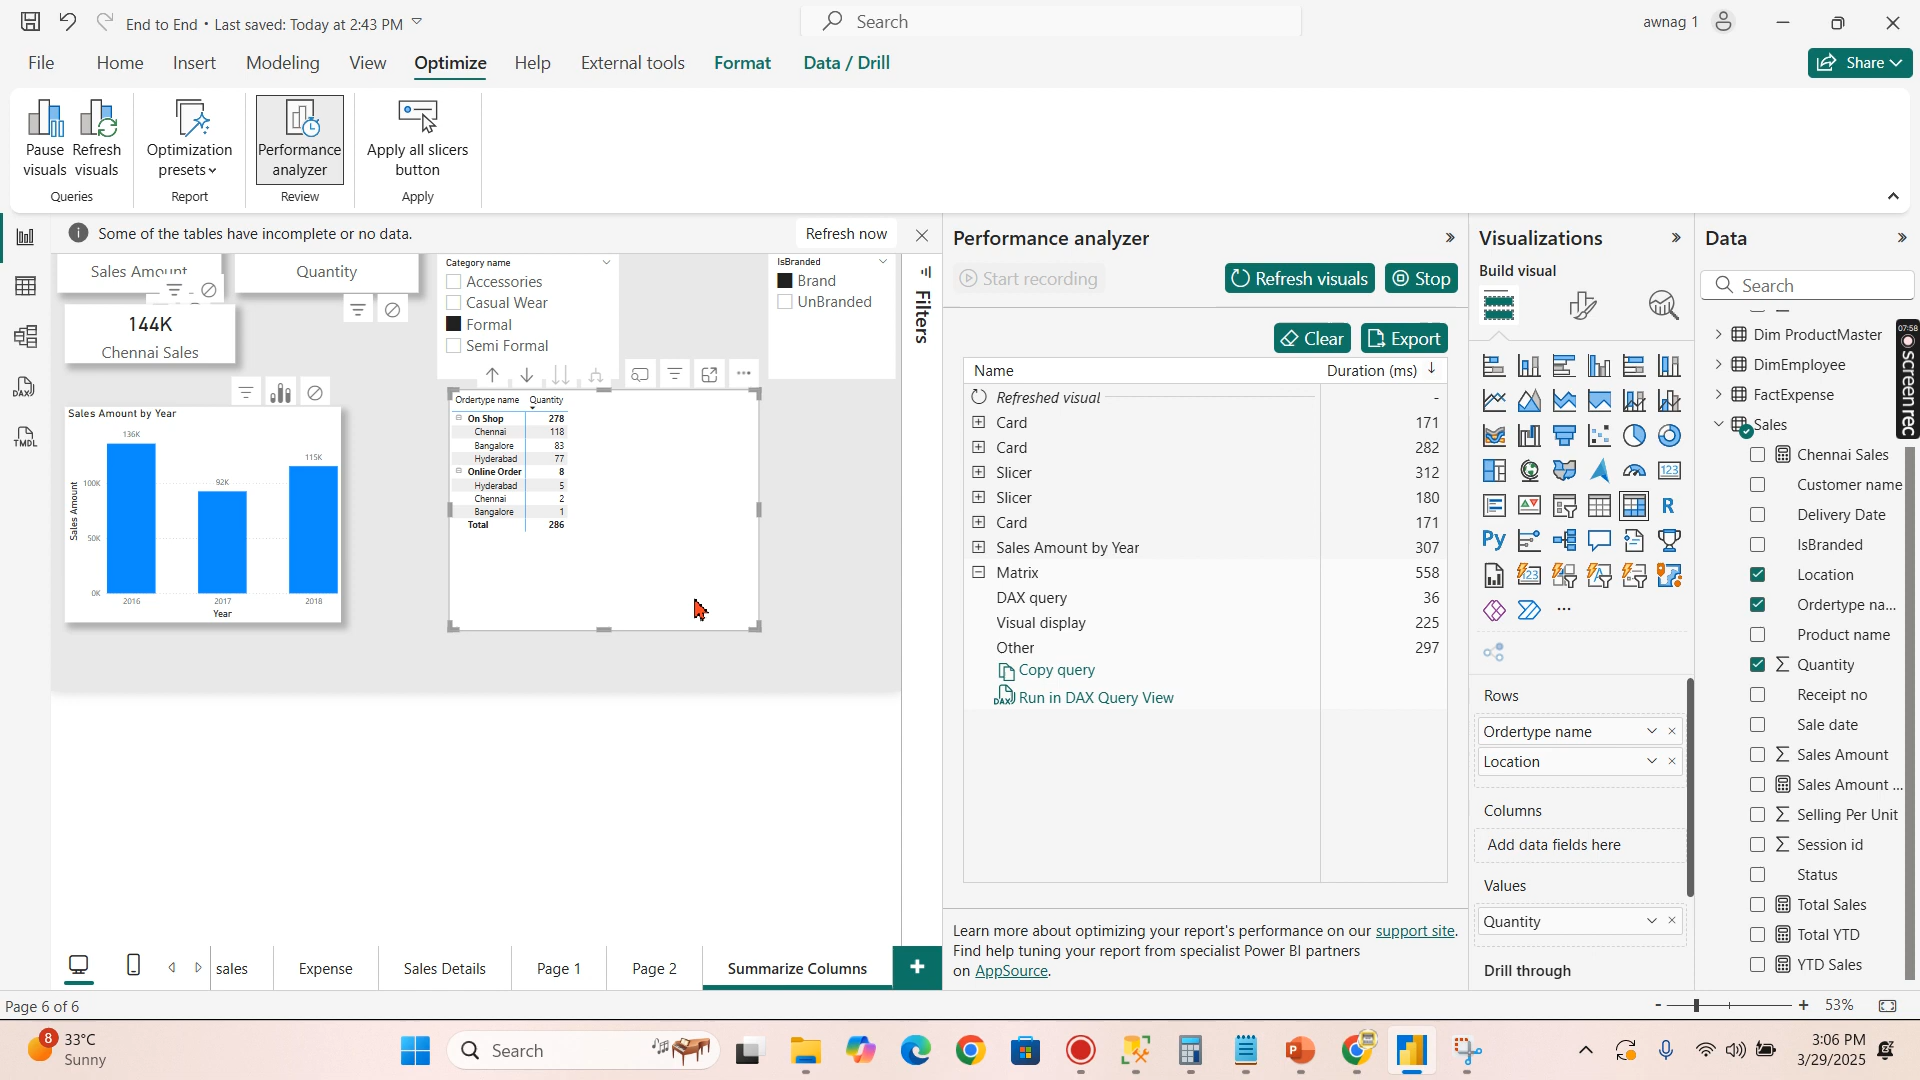 End to End • Last saved: Today at 2:43 PM
Search
awnag 1
File Home Insert Modeling View Optimize Help External tools Format Data / Drill
Share
Pause visuals
Refresh visuals
Queries
Optimization presets
Report
Performance analyzer
Review
Apply all slicers button
Apply
Some of the tables have incomplete or no data.
Refresh now
Sales Amount
Quantity
144K
Chennai Sales
Category name
Accessories
Casual Wear
Formal
Semi Formal
IsBranded
Brand
UnBranded
Filters
Sales Amount by Year
136K
92K
115K
100K
50K
0K
Sales Amount
2016 2017 2018
Year
Ordertype name Quantity
On Shop 278
Chennai 118
Bangalore 83
Hyderabad 77
Online Order 8
Hyderabad 5
Chennai 2
Bangalore 1
Total 286
Performance analyzer
Start recording
Refresh visuals
Stop
Clear
Export
Name Duration (ms)
Refreshed visual -
Card 171
Card 282
Slicer 312
Slicer 180
Card 171
Sales Amount by Year 307
Matrix 558
DAX query 36
Visual display 225
Other 297
Copy query
Run in DAX Query View
Learn more about optimizing your report's performance on our support site.
Find help tuning your report from specialist Power BI partners
on AppSource.
Visualizations
Build visual
123
R
Py
Rows
Ordertype name
Location
Columns
Add data fields here
Values
Quantity
Drill through
Data
Search
Dim ProductMaster
DimEmployee
FactExpense
Sales
Chennai Sales
Customer name
Delivery Date
IsBranded
Location
Ordertype na...
Product name
Quantity
Receipt no
Sale date
Sales Amount
Sales Amount ...
Selling Per Unit
Session id
Status
Total Sales
Total YTD
YTD Sales
07:58
screen rec
DAX
TMDL
sales Expense Sales Details Page 1 Page 2 Summarize Columns +
Page 6 of 6
- + 53%
8
33°C
Sunny
Search
3:06 PM
3/29/2025